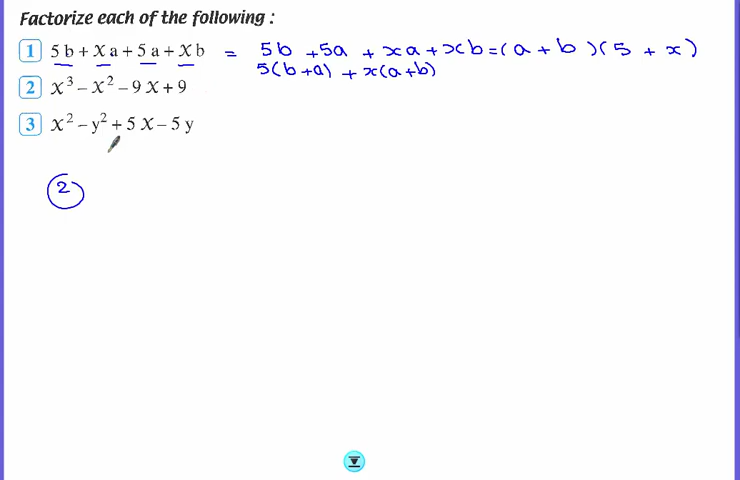 Factorize each of the following :
1 5 b + X a + 5 a + X b = 5b + 5a + xa + xb = (a + b)(5 + x)
5(b+a) + x(a+b)
2 X³ – X² – 9 X + 9
3 X² – y² + 5 X – 5 y
2